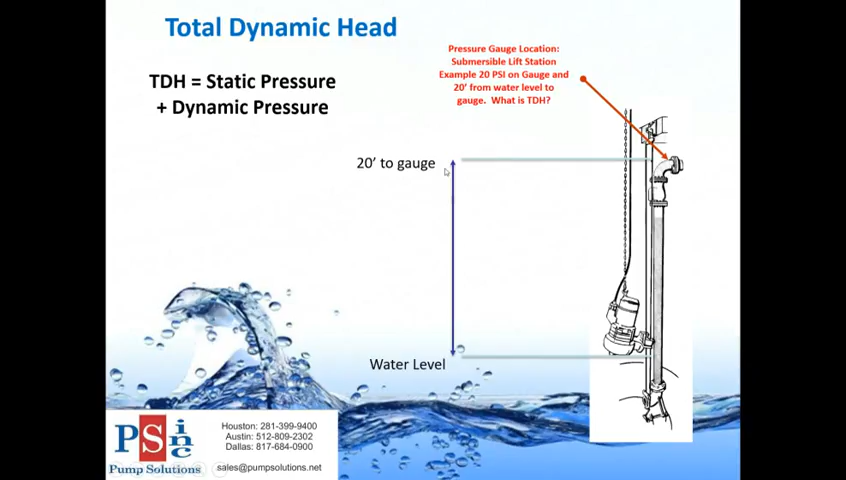 Total Dynamic Head
TDH = Static Pressure
+ Dynamic Pressure
Pressure Gauge Location:
Submersible Lift Station
Example 20 PSI on Gauge and
20' from water level to
gauge. What is TDH?
20' to gauge
Water Level
PSinc
Pump Solutions
Houston: 281-399-9400
Austin: 512-809-2302
Dallas: 817-684-0900
sales@pumpsolutions.net